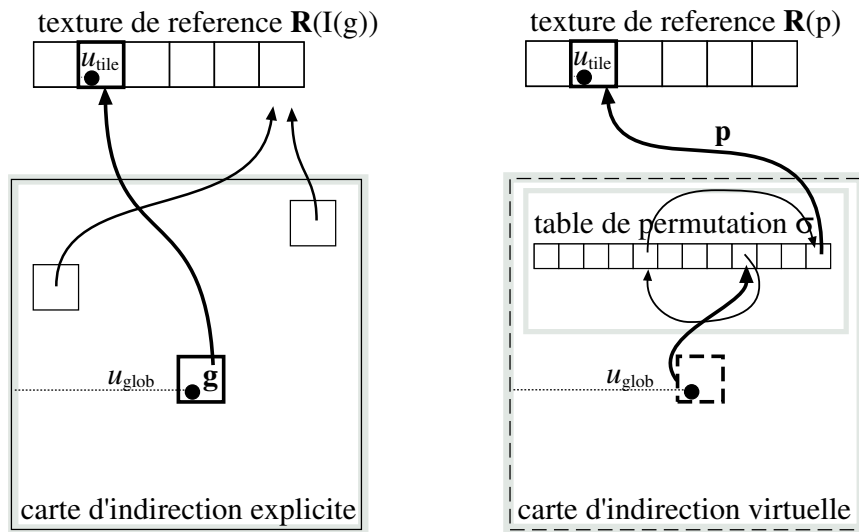 texture de reference R(I(g))
u_tile
g
u_glob
carte d'indirection explicite
texture de reference R(p)
u_tile
p
table de permutation σ
u_glob
carte d'indirection virtuelle